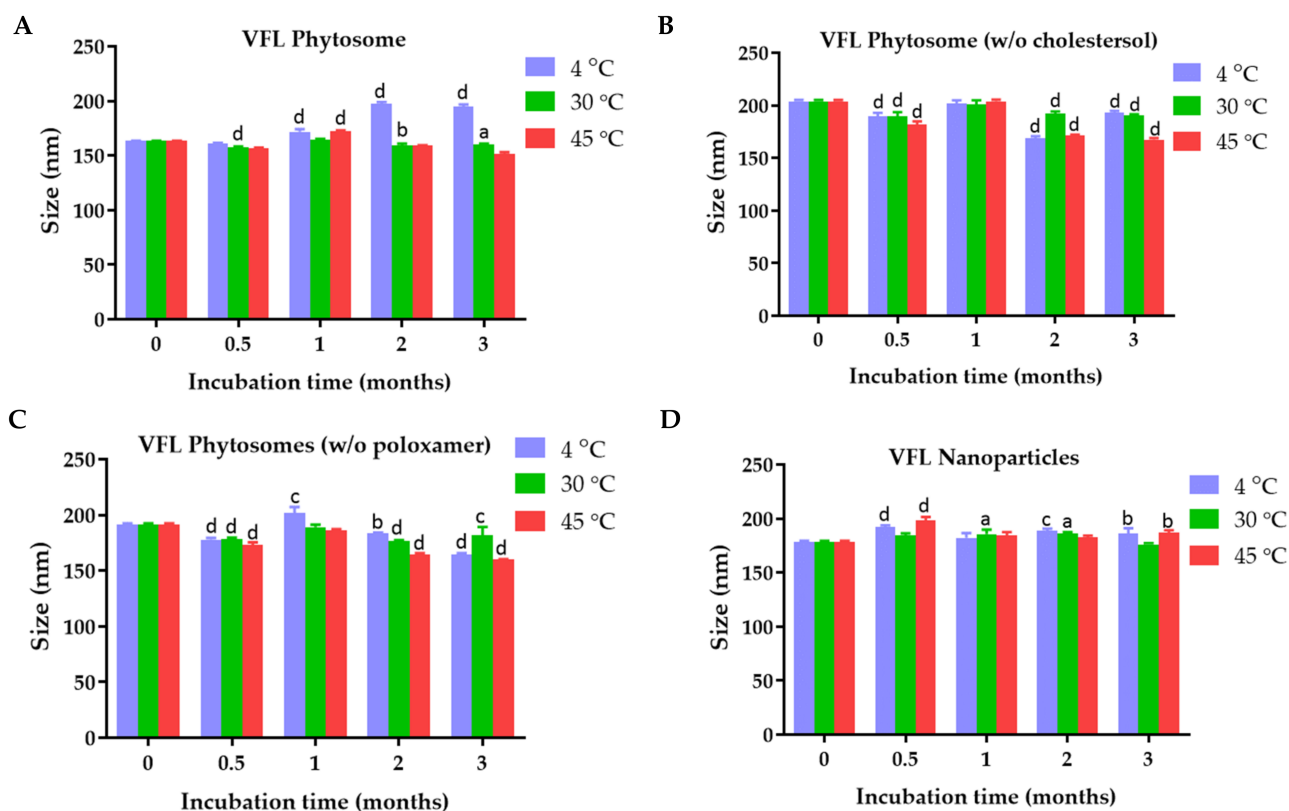 A
VFL Phytosome
250
200
150
100
50
0
Size (nm)
d
d
d
d
b
d
a
4 °C
30 °C
45 °C
0 0.5 1 2 3
Incubation time (months)
B
VFL Phytosome (w/o cholestersol)
250
200
150
100
50
0
Size (nm)
d d d
d d d
d d d
4 °C
30 °C
45 °C
0 0.5 1 2 3
Incubation time (months)
C
VFL Phytosomes (w/o poloxamer)
250
200
150
100
50
0
Size (nm)
d d d
c
b d d
d c d
4 °C
30 °C
45 °C
0 0.5 1 2 3
Incubation time (months)
D
VFL Nanoparticles
250
200
150
100
50
0
Size (nm)
d d
a
c a
b b
4 °C
30 °C
45 °C
0 0.5 1 2 3
Incubation time (months)